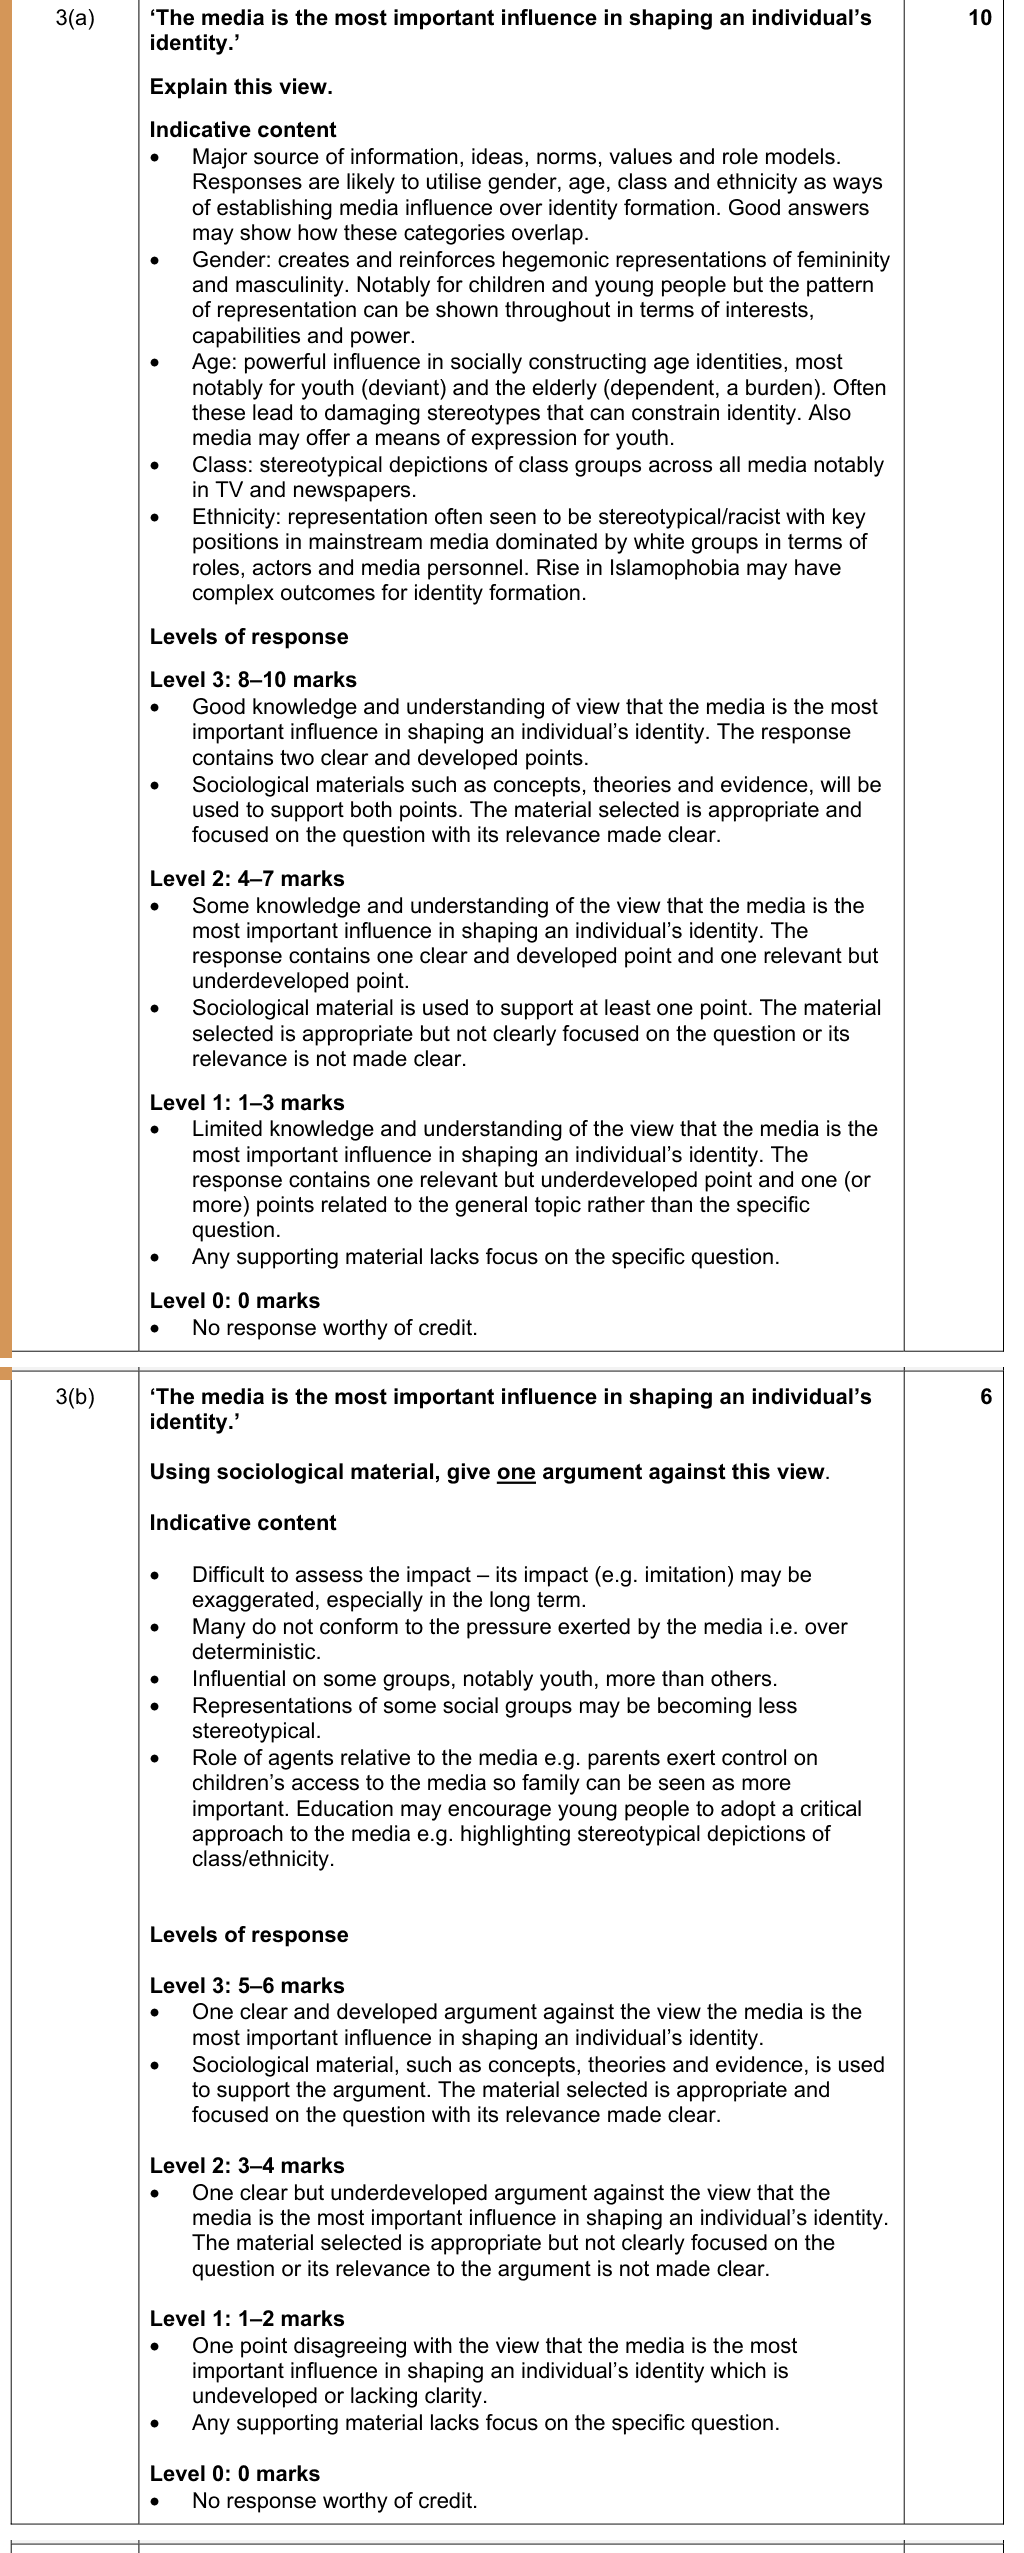 3(a)
‘The media is the most important influence in shaping an individual’s
identity.’
10
Explain this view.
Indicative content
• Major source of information, ideas, norms, values and role models.
Responses are likely to utilise gender, age, class and ethnicity as ways
of establishing media influence over identity formation. Good answers
may show how these categories overlap.
• Gender: creates and reinforces hegemonic representations of femininity
and masculinity. Notably for children and young people but the pattern
of representation can be shown throughout in terms of interests,
capabilities and power.
• Age: powerful influence in socially constructing age identities, most
notably for youth (deviant) and the elderly (dependent, a burden). Often
these lead to damaging stereotypes that can constrain identity. Also
media may offer a means of expression for youth.
• Class: stereotypical depictions of class groups across all media notably
in TV and newspapers.
• Ethnicity: representation often seen to be stereotypical/racist with key
positions in mainstream media dominated by white groups in terms of
roles, actors and media personnel. Rise in Islamophobia may have
complex outcomes for identity formation.
Levels of response
Level 3: 8–10 marks
• Good knowledge and understanding of view that the media is the most
important influence in shaping an individual’s identity. The response
contains two clear and developed points.
• Sociological materials such as concepts, theories and evidence, will be
used to support both points. The material selected is appropriate and
focused on the question with its relevance made clear.
Level 2: 4–7 marks
• Some knowledge and understanding of the view that the media is the
most important influence in shaping an individual’s identity. The
response contains one clear and developed point and one relevant but
underdeveloped point.
• Sociological material is used to support at least one point. The material
selected is appropriate but not clearly focused on the question or its
relevance is not made clear.
Level 1: 1–3 marks
• Limited knowledge and understanding of the view that the media is the
most important influence in shaping an individual’s identity. The
response contains one relevant but underdeveloped point and one (or
more) points related to the general topic rather than the specific
question.
• Any supporting material lacks focus on the specific question.
Level 0: 0 marks
• No response worthy of credit.
3(b)
‘The media is the most important influence in shaping an individual’s
identity.’
6
Using sociological material, give one argument against this view.
Indicative content
• Difficult to assess the impact – its impact (e.g. imitation) may be
exaggerated, especially in the long term.
• Many do not conform to the pressure exerted by the media i.e. over
deterministic.
• Influential on some groups, notably youth, more than others.
• Representations of some social groups may be becoming less
stereotypical.
• Role of agents relative to the media e.g. parents exert control on
children’s access to the media so family can be seen as more
important. Education may encourage young people to adopt a critical
approach to the media e.g. highlighting stereotypical depictions of
class/ethnicity.
Levels of response
Level 3: 5–6 marks
• One clear and developed argument against the view the media is the
most important influence in shaping an individual’s identity.
• Sociological material, such as concepts, theories and evidence, is used
to support the argument. The material selected is appropriate and
focused on the question with its relevance made clear.
Level 2: 3–4 marks
• One clear but underdeveloped argument against the view that the
media is the most important influence in shaping an individual’s identity.
The material selected is appropriate but not clearly focused on the
question or its relevance to the argument is not made clear.
Level 1: 1–2 marks
• One point disagreeing with the view that the media is the most
important influence in shaping an individual’s identity which is
undeveloped or lacking clarity.
• Any supporting material lacks focus on the specific question.
Level 0: 0 marks
• No response worthy of credit.